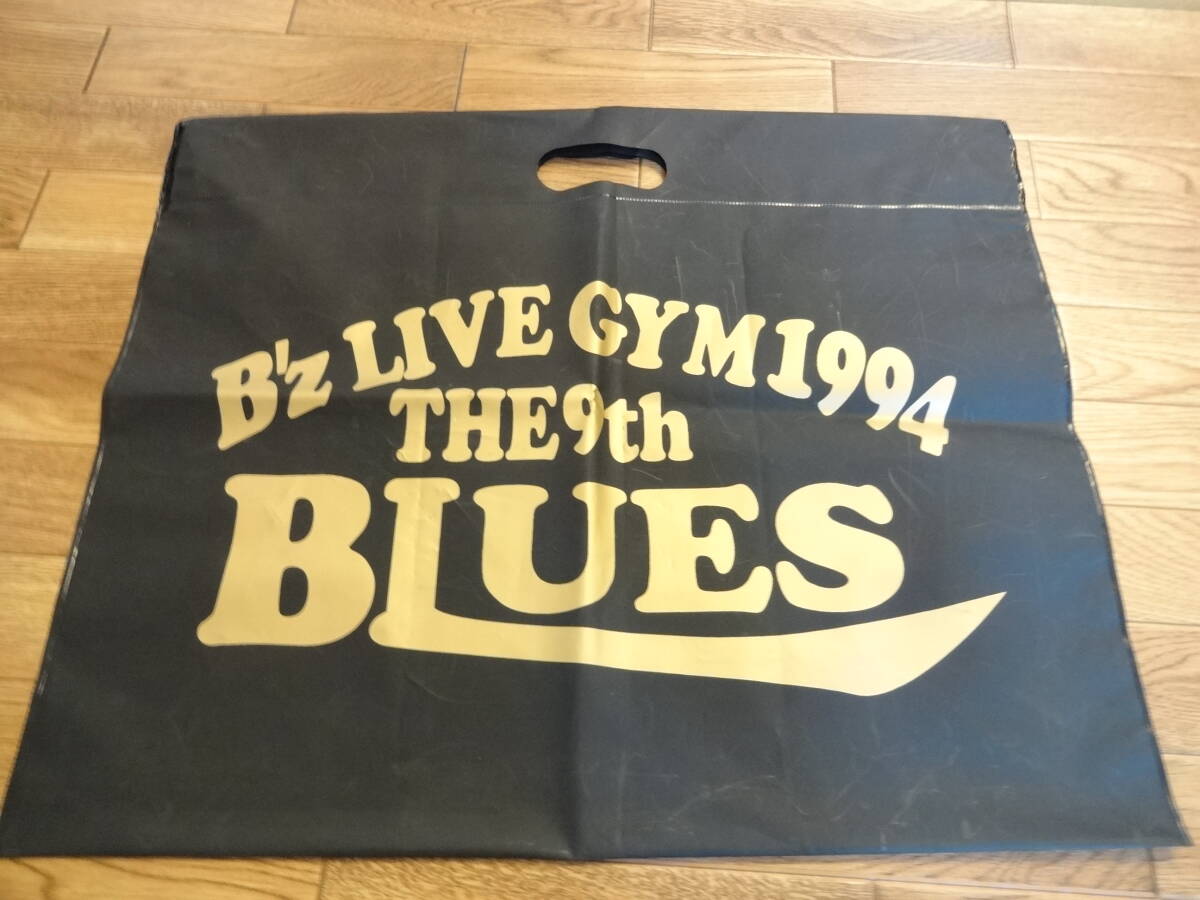 B'z LIVE GYM 1994
THE 9th
BLUES